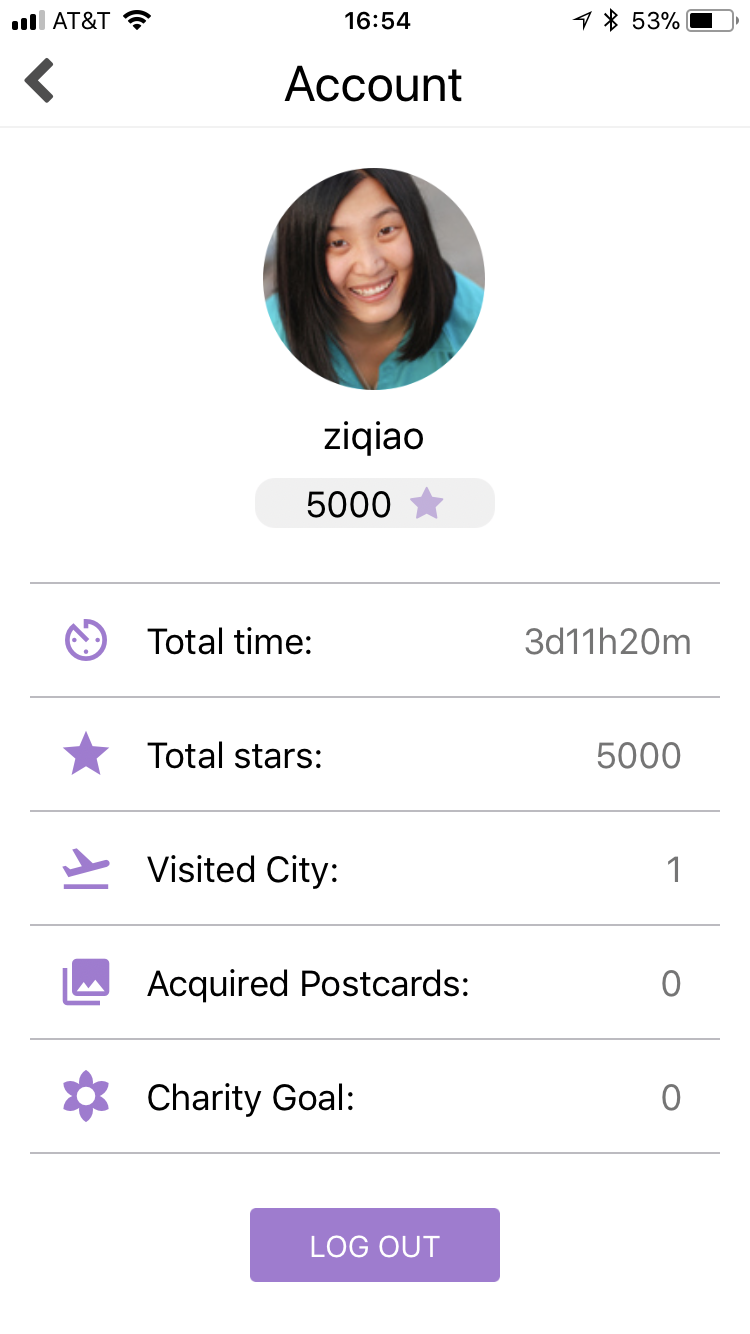 AT&T 16:54 53%
Account
ziqiao
5000
Total time: 3d11h20m
Total stars: 5000
Visited City: 1
Acquired Postcards: 0
Charity Goal: 0
LOG OUT